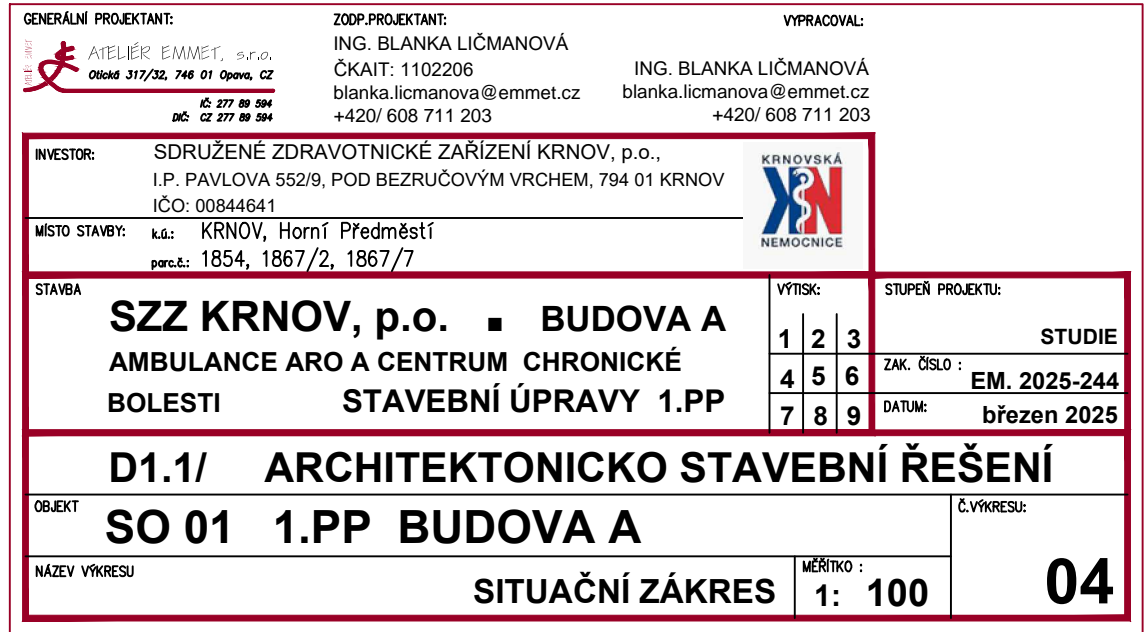 GENERÁLNÍ PROJEKTANT:
ATELIÉR EMMET
ATELIÉR EMMET, s.r.o.
Otická 317/32, 746 01 Opava, CZ
IČ: 277 89 594
DIČ: CZ 277 89 594
ZODP.PROJEKTANT:
ING. BLANKA LIČMANOVÁ
ČKAIT: 1102206
blanka.licmanova@emmet.cz
+420/ 608 711 203
VYPRACOVAL:
ING. BLANKA LIČMANOVÁ
blanka.licmanova@emmet.cz
+420/ 608 711 203
INVESTOR:
SDRUŽENÉ ZDRAVOTNICKÉ ZAŘÍZENÍ KRNOV, p.o.,
I.P. PAVLOVA 552/9, POD BEZRUČOVÝM VRCHEM, 794 01 KRNOV
IČO: 00844641
KRNOVSKÁ
KN
NEMOCNICE
MÍSTO STAVBY: k.ú.: KRNOV, Horní Předměstí
parc.č.: 1854, 1867/2, 1867/7
STAVBA
SZZ KRNOV, p.o. ▪ BUDOVA A
AMBULANCE ARO A CENTRUM CHRONICKÉ
BOLESTI STAVEBNÍ ÚPRAVY 1.PP
VÝTISK:
1 2 3
4 5 6
7 8 9
STUPEŇ PROJEKTU:
STUDIE
ZAK. ČÍSLO :
EM. 2025-244
DATUM:
březen 2025
D1.1/ ARCHITEKTONICKO STAVEBNÍ ŘEŠENÍ
OBJEKT
SO 01 1.PP BUDOVA A
NÁZEV VÝKRESU
SITUAČNÍ ZÁKRES
MĚŘÍTKO :
1: 100
Č.VÝKRESU:
04